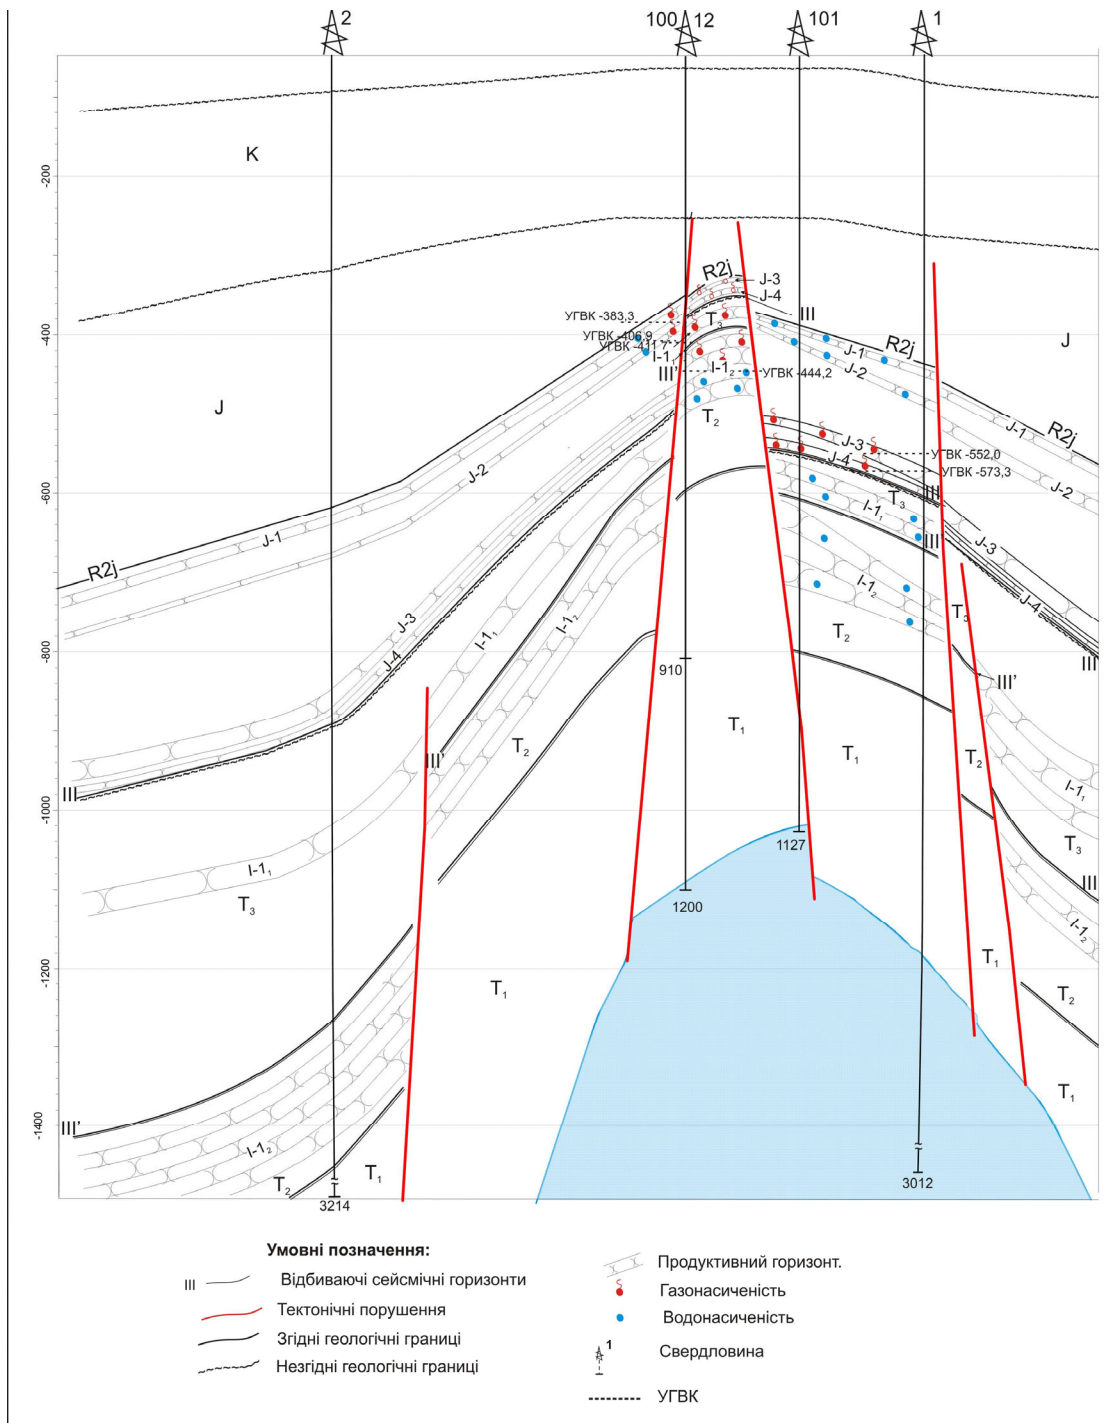 2
100 12
101
1
K
-200
R2j
J-3
J-4
УГВК -383,3
III
T3
-400
УГВК -406,9
УГВК -411,7
J-1
R2j
J
I-11
J-2
III'
I-12
УГВК -444,2
J
T2
R2j
J-1
J-3
УГВК -552,0
J-2
J-4
УГВК -573,3
J-2
-600
III
T3
I-11
J-1
III'
J-3
R2j
I-12
J-4
J-3
I-11
I-12
T3
T2
-800
J-4
910
III
III'
T1
T2
III'
T1
T2
III
I-11
-1000
1127
T3
I-11
III
T3
1200
I-12
T1
T1
-1200
T2
T1
-1400
III'
I-12
T1
T2
3012
3214
Умовні позначення:
III Відбиваючі сейсмічні горизонти
Тектонічні порушення
Згідні геологічні границі
Незгідні геологічні границі
Продуктивний горизонт.
Газонасиченість
Водонасиченість
1 Свердловина
УГВК